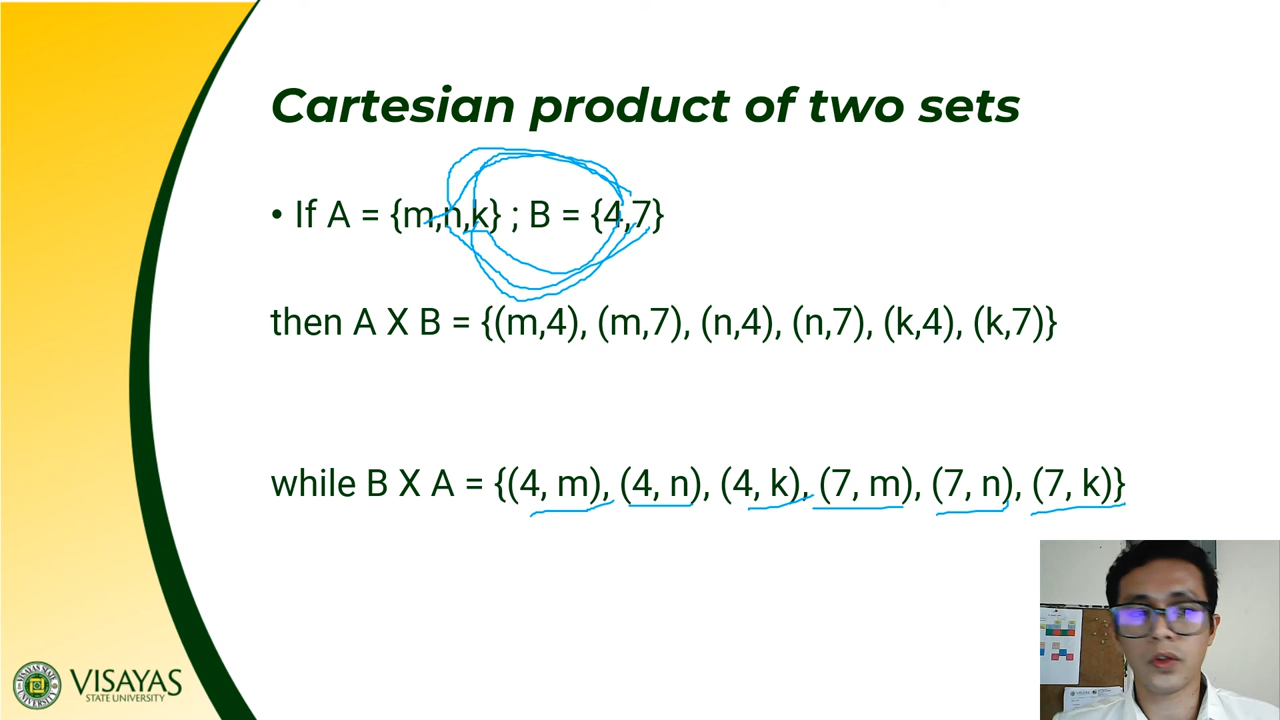 Cartesian product of two sets
• If A = {m,n,k} ; B = {4,7}
then A X B = {(m,4), (m,7), (n,4), (n,7), (k,4), (k,7)}
while B X A = {(4, m), (4, n), (4, k), (7, m), (7, n), (7, k)}
VISAYAS
STATE UNIVERSITY